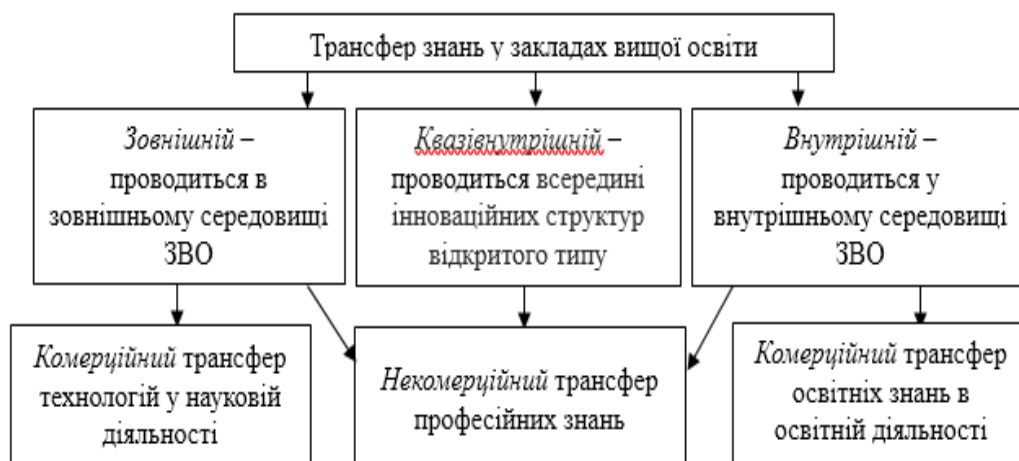 Трансфер знань у закладах вищої освіти
Зовнішній –
проводиться в
зовнішньому середовищі
ЗВО
Квазівнутрішній –
проводиться всередині
інноваційних структур
відкритого типу
Внутрішній –
проводиться у
внутрішньому середовищі
ЗВО
Комерційний трансфер
технологій у науковій
діяльності
Некомерційний трансфер
професійних знань
Комерційний трансфер
освітніх знань в
освітній діяльності